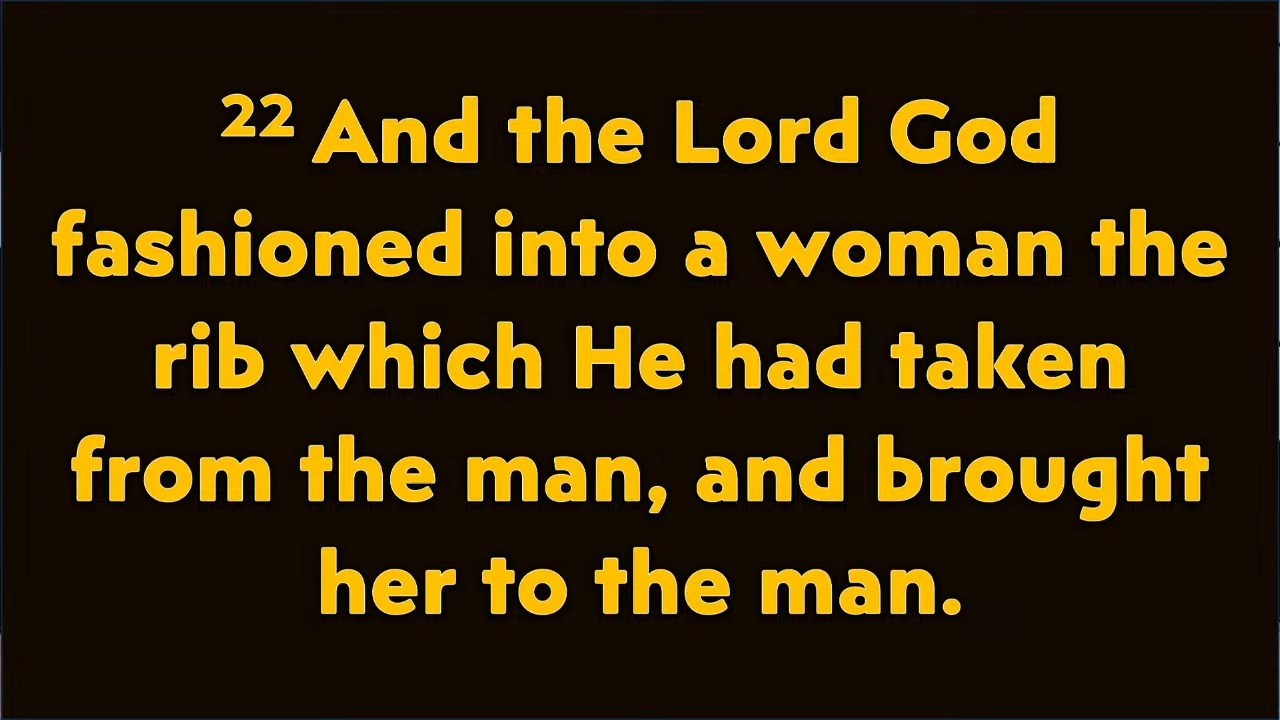 ²² And the Lord God
fashioned into a woman the
rib which He had taken
from the man, and brought
her to the man.